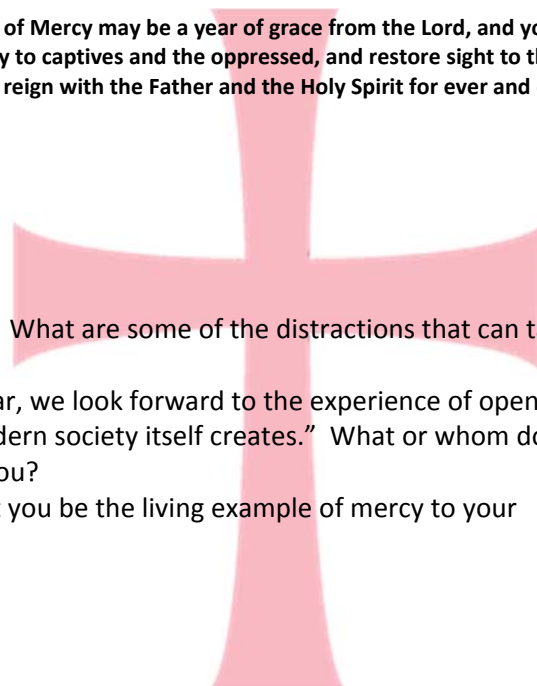 of Mercy may be a year of grace from the Lord, and yo
y to captives and the oppressed, and restore sight to th
reign with the Father and the Holy Spirit for ever and
What are some of the distractions that can t
ar, we look forward to the experience of open
dern society itself creates.” What or whom do
ou?
t you be the living example of mercy to your